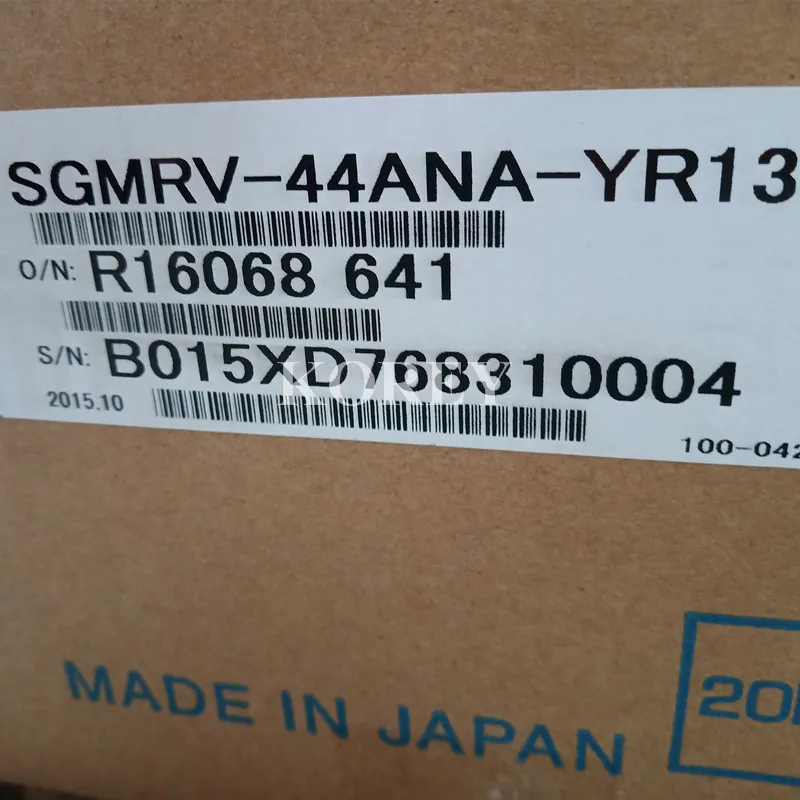 SGMRV-44ANA-YR13
O/N: R16068 641
S/N: B015XD768310004
KOREY
2015.10
100-042
MADE IN JAPAN